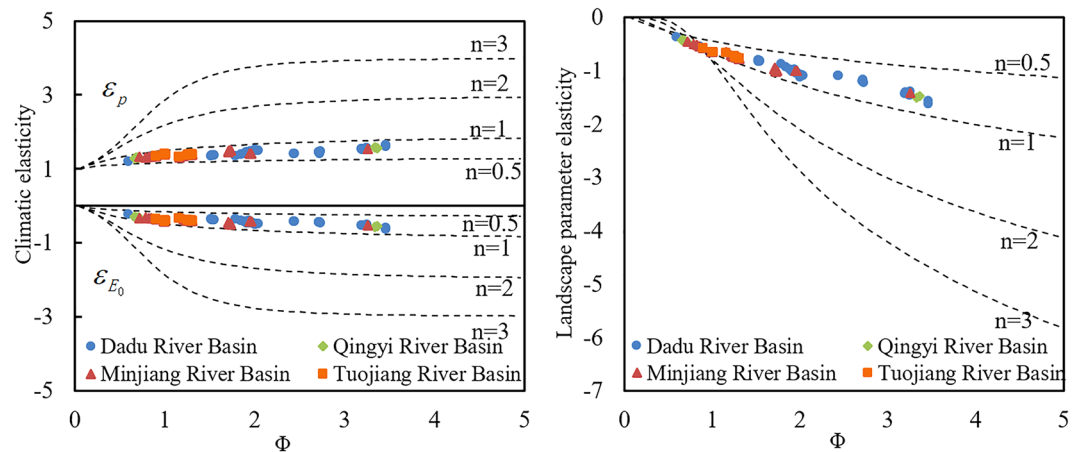 5
3
1
-1
-3
-5
Climatic elasticity
ε_p
n=3
n=2
n=1
n=0.5
n=0.5
n=1
n=2
n=3
ε_{E_0}
Dadu River Basin
Qingyi River Basin
Minjiang River Basin
Tuojiang River Basin
0 1 2 3 4 5
Φ
0
-1
-2
-3
-4
-5
-6
-7
Landscape parameter elasticity
n=0.5
n=1
n=2
n=3
Dadu River Basin
Qingyi River Basin
Minjiang River Basin
Tuojiang River Basin
0 1 2 3 4 5
Φ